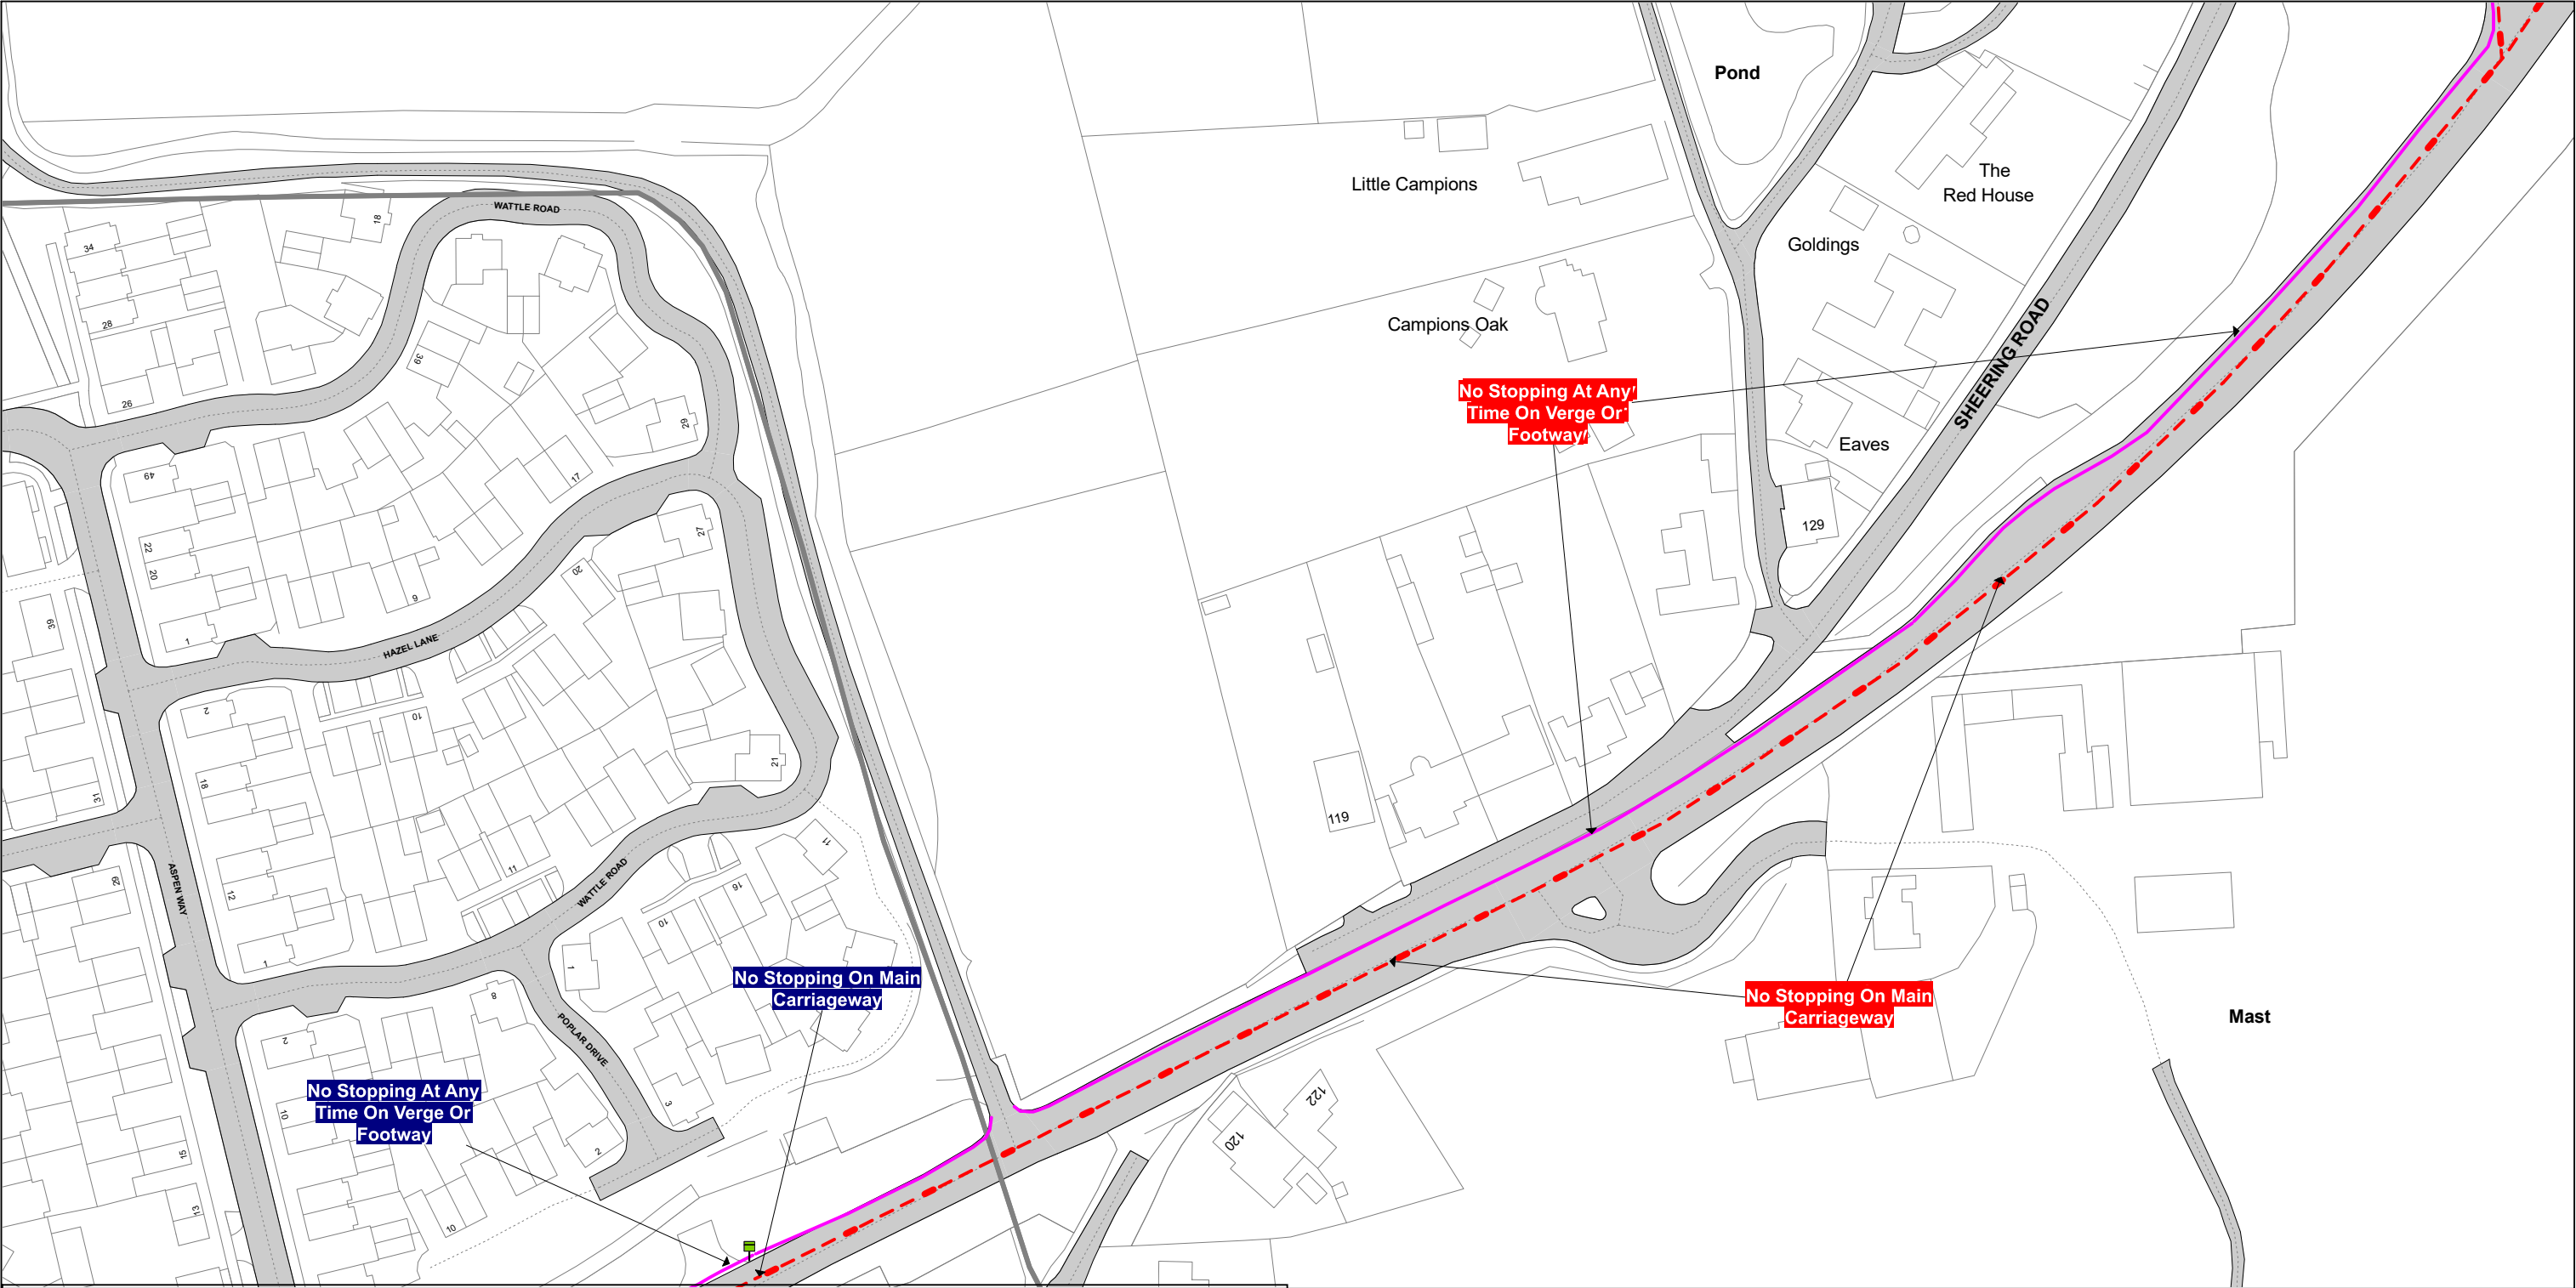 Pond
The
Red House
Little Campions
WATTLE ROAD
18
34
Goldings
28
Campions Oak
39
SHEERING ROAD
26
No Stopping At Any
Time On Verge Or
Footway
29
Eaves
49
17
129
22
27
20
20
9
39
1
HAZEL LANE
2
10
18
21
31
119
11
11
29
ASPEN WAY
12
WATTLE ROAD
16
10
1
1
No Stopping On Main
Carriageway
8
No Stopping On Main
Carriageway
Mast
POPLAR DRIVE
2
No Stopping At Any
Time On Verge Or
Footway
10
3
122
120
15
2
13
10